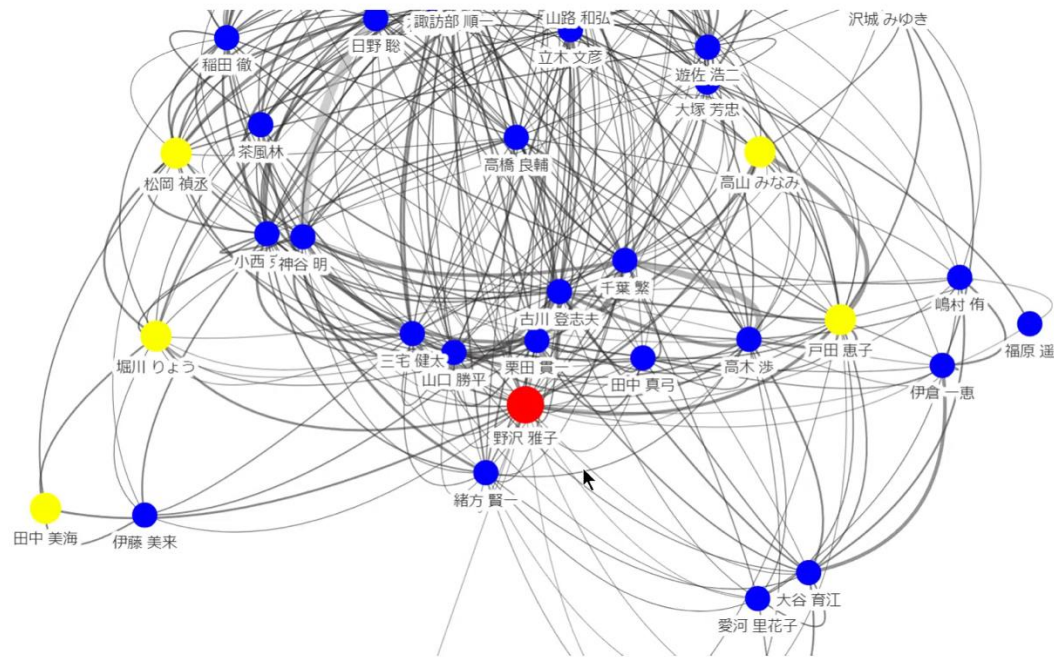 諏訪部 順一
山路 和弘
沢城 みゆき
日野 聡
立木 文彦
稲田 徹
遊佐 浩二
大塚 芳忠
茶風林
高橋 良輔
松岡 禎丞
高山 みなみ
小西
神谷 明
千葉 繁
嶋村 侑
古川 登志夫
戸田 恵子
福原 遥
三宅 健太
堀川 りょう
栗田 貫一
高木 渉
山口 勝平
田中 真弓
伊倉 一恵
野沢 雅子
緒方 賢一
田中 美海
伊藤 美来
大谷 育江
愛河 里花子